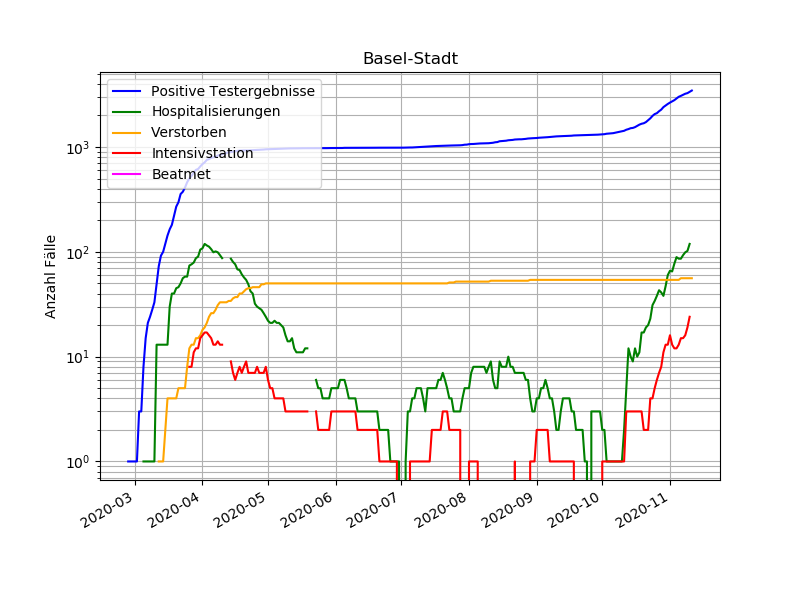 Basel-Stadt
Positive Testergebnisse
Hospitalisierungen
Verstorben
Intensivstation
Beatmet
Anzahl Fälle
10³
10²
10¹
10⁰
2020-03
2020-04
2020-05
2020-06
2020-07
2020-08
2020-09
2020-10
2020-11